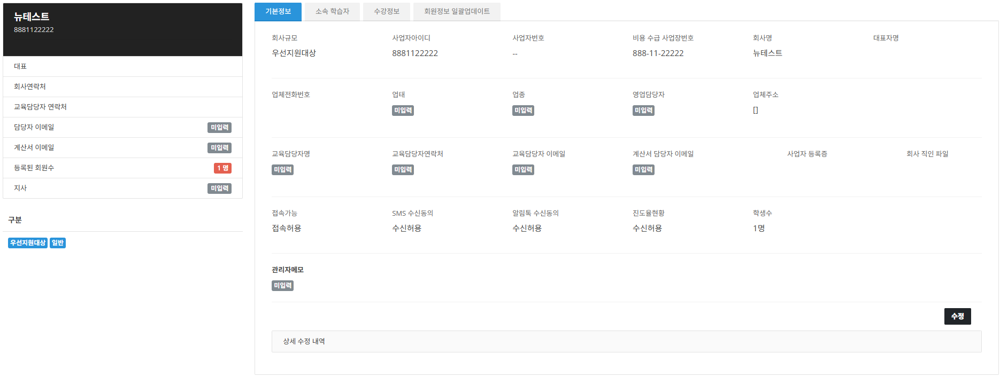 뉴테스트
8881122222
대표
회사연락처
교육담당자 연락처
담당자 이메일 미입력
계산서 이메일 미입력
등록된 회원수 1 명
지사 미입력
구분
우선지원대상 일반
기본정보 소속 학습자 수강정보 회원정보 일괄업데이트
회사규모 사업자아이디 사업자번호 비용 수급 사업장번호 회사명 대표자명
우선지원대상 8881122222 -- 888-11-22222 뉴테스트
업체전화번호 업태 업종 영업담당자 업체주소
미입력 미입력 미입력 []
교육담당자명 교육담당자연락처 교육담당자 이메일 계산서 담당자 이메일 사업자 등록증 회사 직인 파일
미입력 미입력 미입력 미입력
접속가능 SMS 수신동의 알림톡 수신동의 진도율현황 학생수
접속허용 수신허용 수신허용 수신허용 1명
관리자메모
미입력
수정
상세 수정 내역